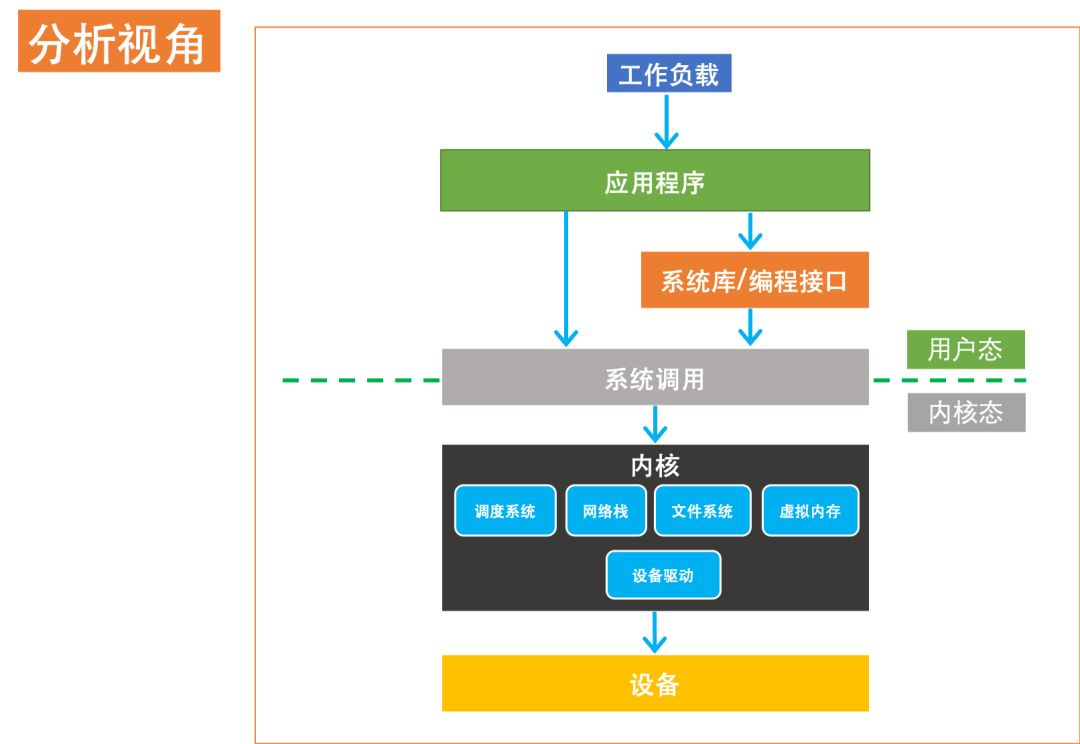 分析视角
工作负载
应用程序
系统库/编程接口
用户态
系统调用
内核态
内核
调度系统
网络栈
文件系统
虚拟内存
设备驱动
设备